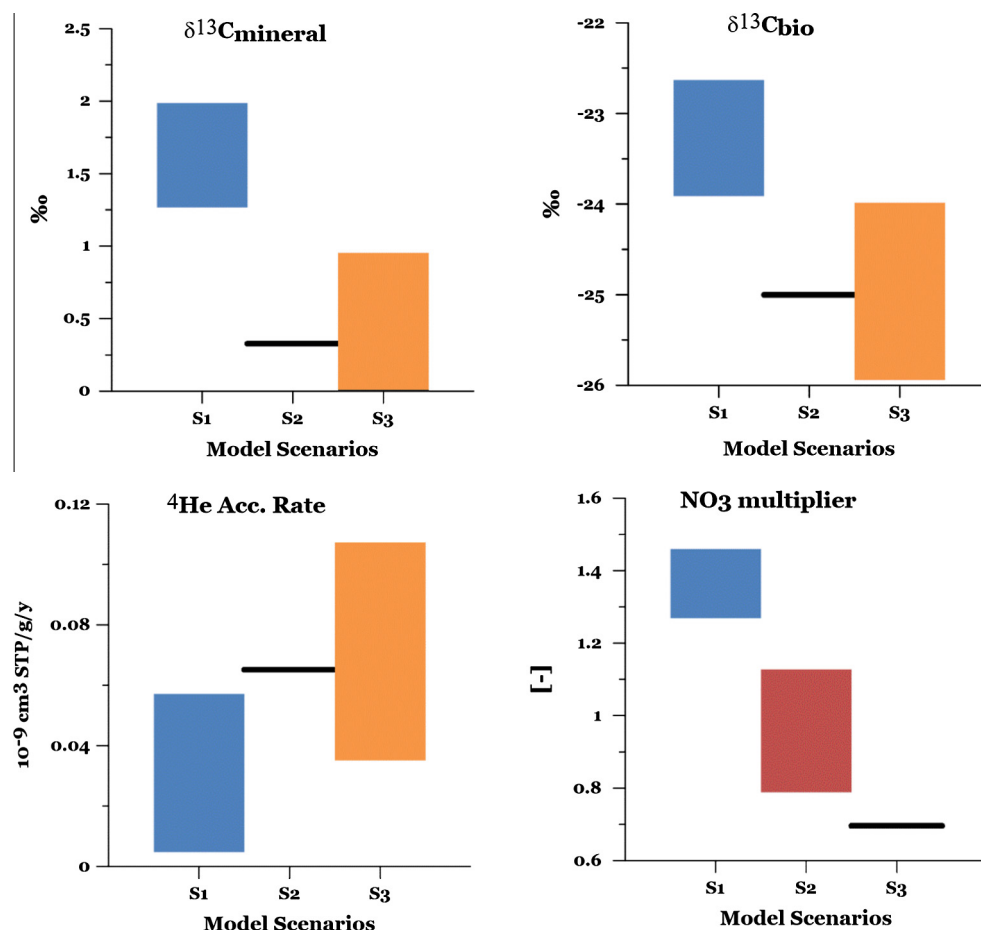 δ13Cmineral
2.5
2
1.5
1
0.5
0
‰
S1 S2 S3
Model Scenarios
δ13Cbio
-22
-23
-24
-25
-26
‰
S1 S2 S3
Model Scenarios
4He Acc. Rate
0.12
0.08
0.04
0
10-9 cm3 STP/g/y
S1 S2 S3
Model Scenarios
NO3 multiplier
1.6
1.4
1.2
1
0.8
0.6
[-]
S1 S2 S3
Model Scenarios